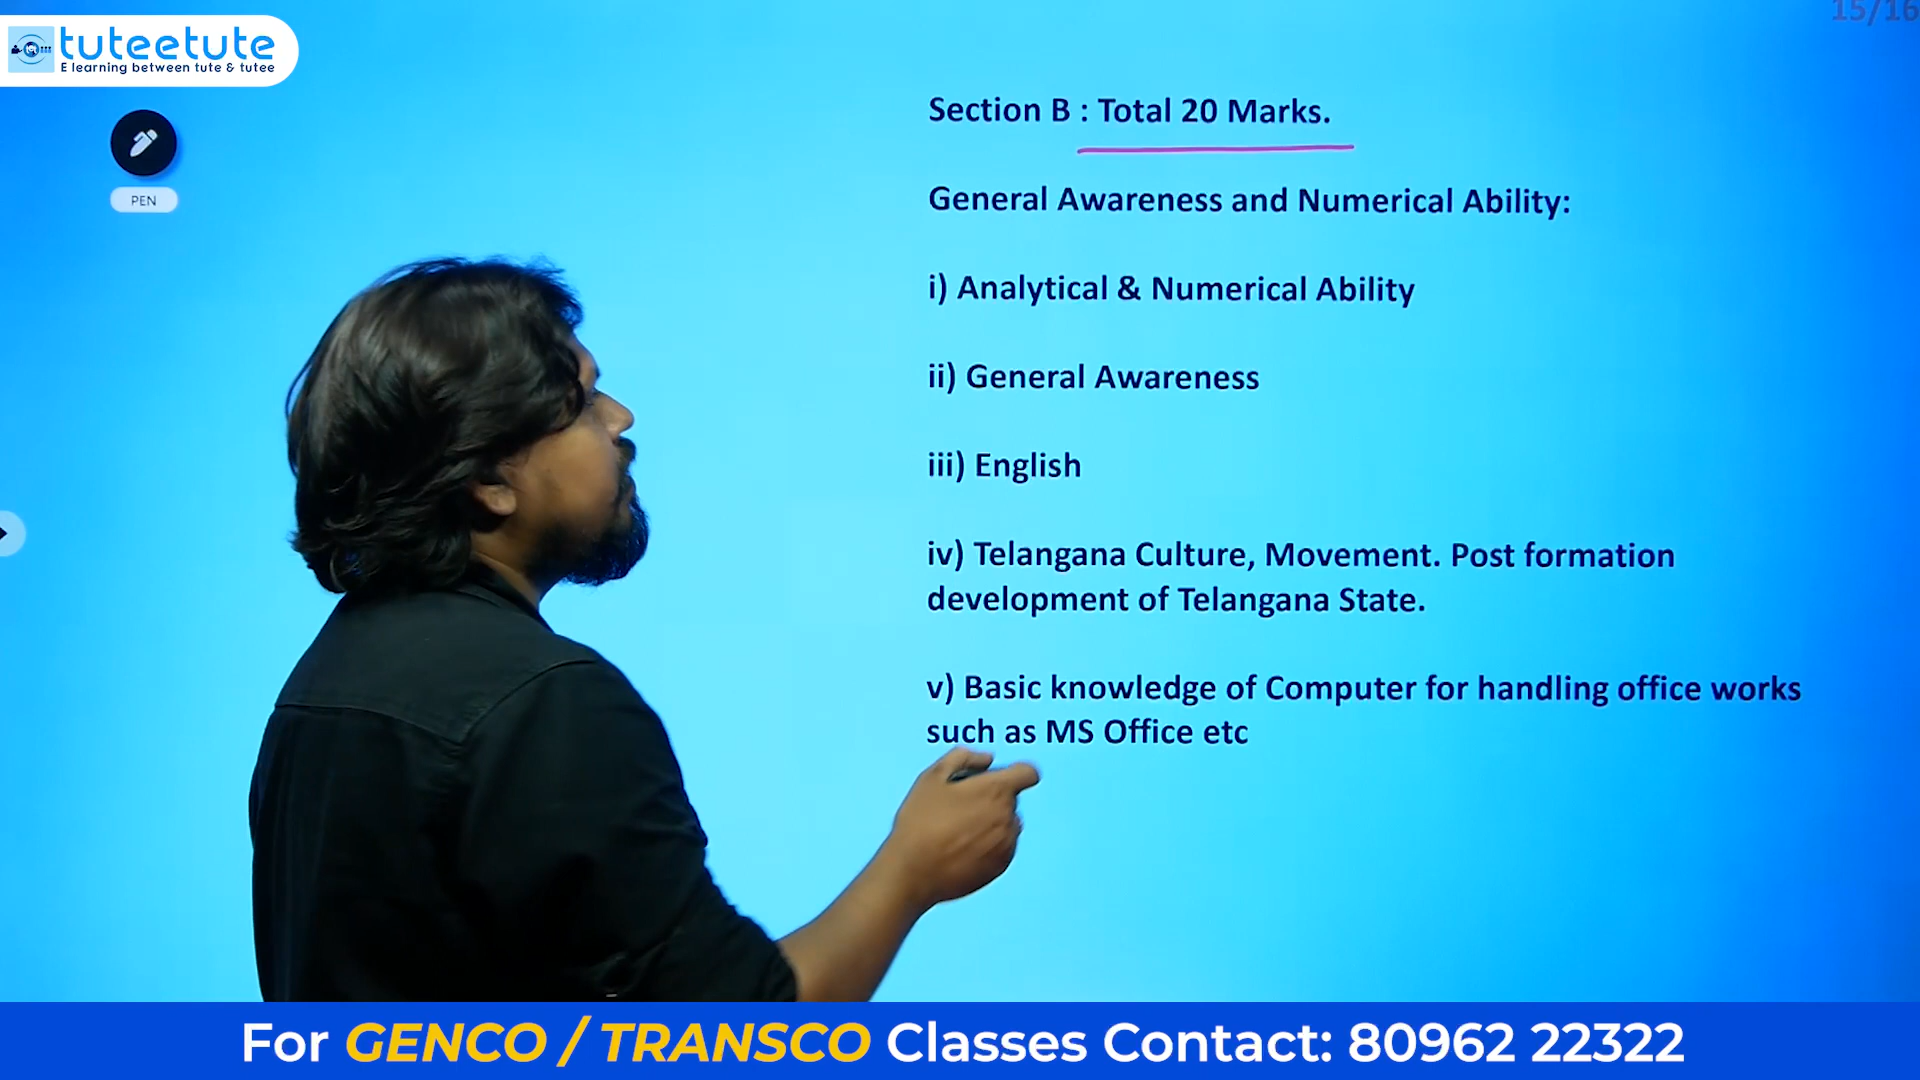 15/16
tuteetute
E learning between tute & tutee
PEN
Section B : Total 20 Marks.
General Awareness and Numerical Ability:
i) Analytical & Numerical Ability
ii) General Awareness
iii) English
iv) Telangana Culture, Movement. Post formation
development of Telangana State.
v) Basic knowledge of Computer for handling office works
such as MS Office etc
For GENCO / TRANSCO Classes Contact: 80962 22322